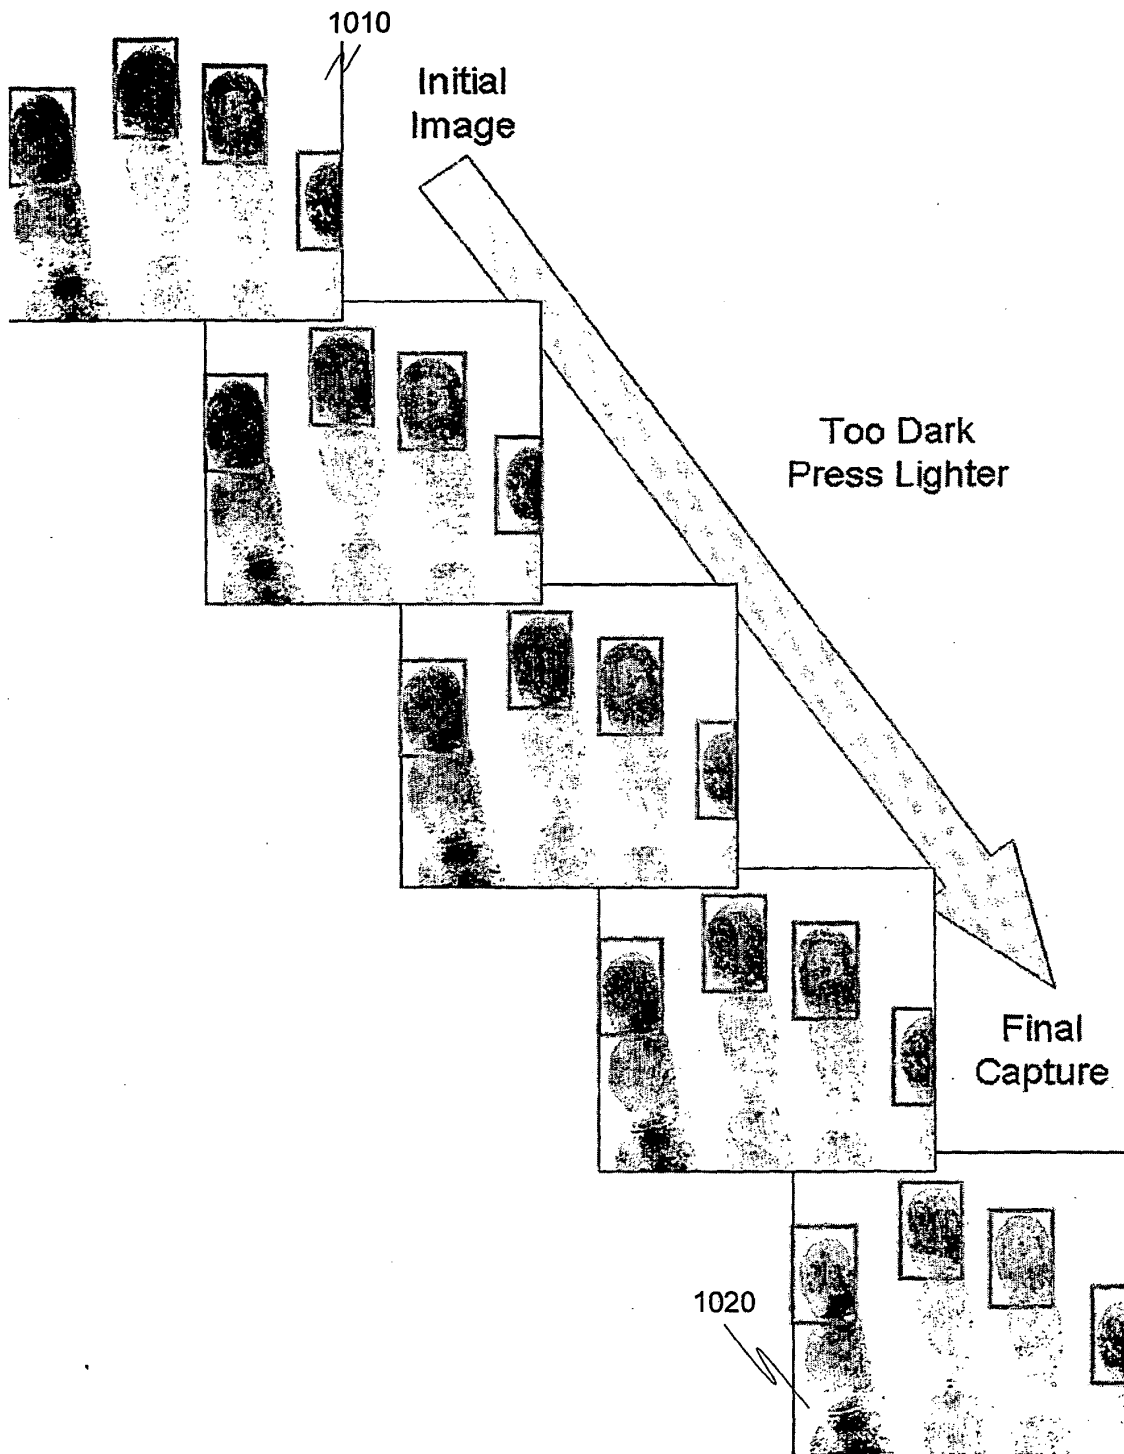 1010
Initial
Image
Too Dark
Press Lighter
Final
Capture
1020